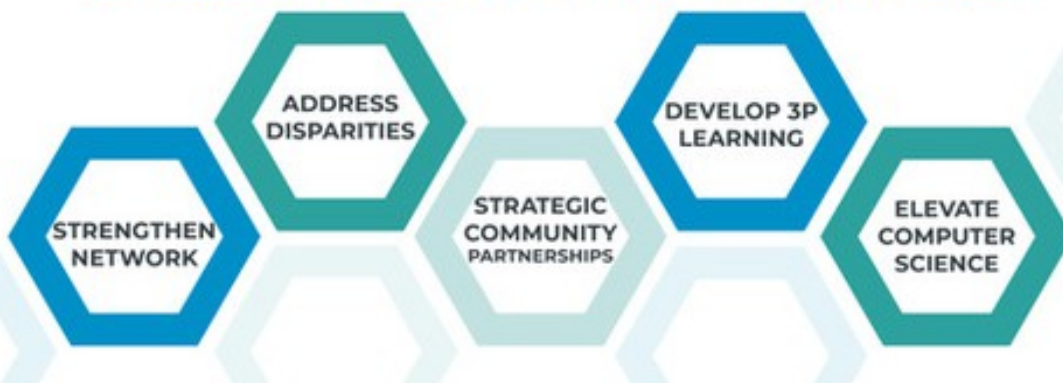 STRENGTHEN
NETWORK
ADDRESS
DISPARITIES
STRATEGIC
COMMUNITY
PARTNERSHIPS
DEVELOP 3P
LEARNING
ELEVATE
COMPUTER
SCIENCE